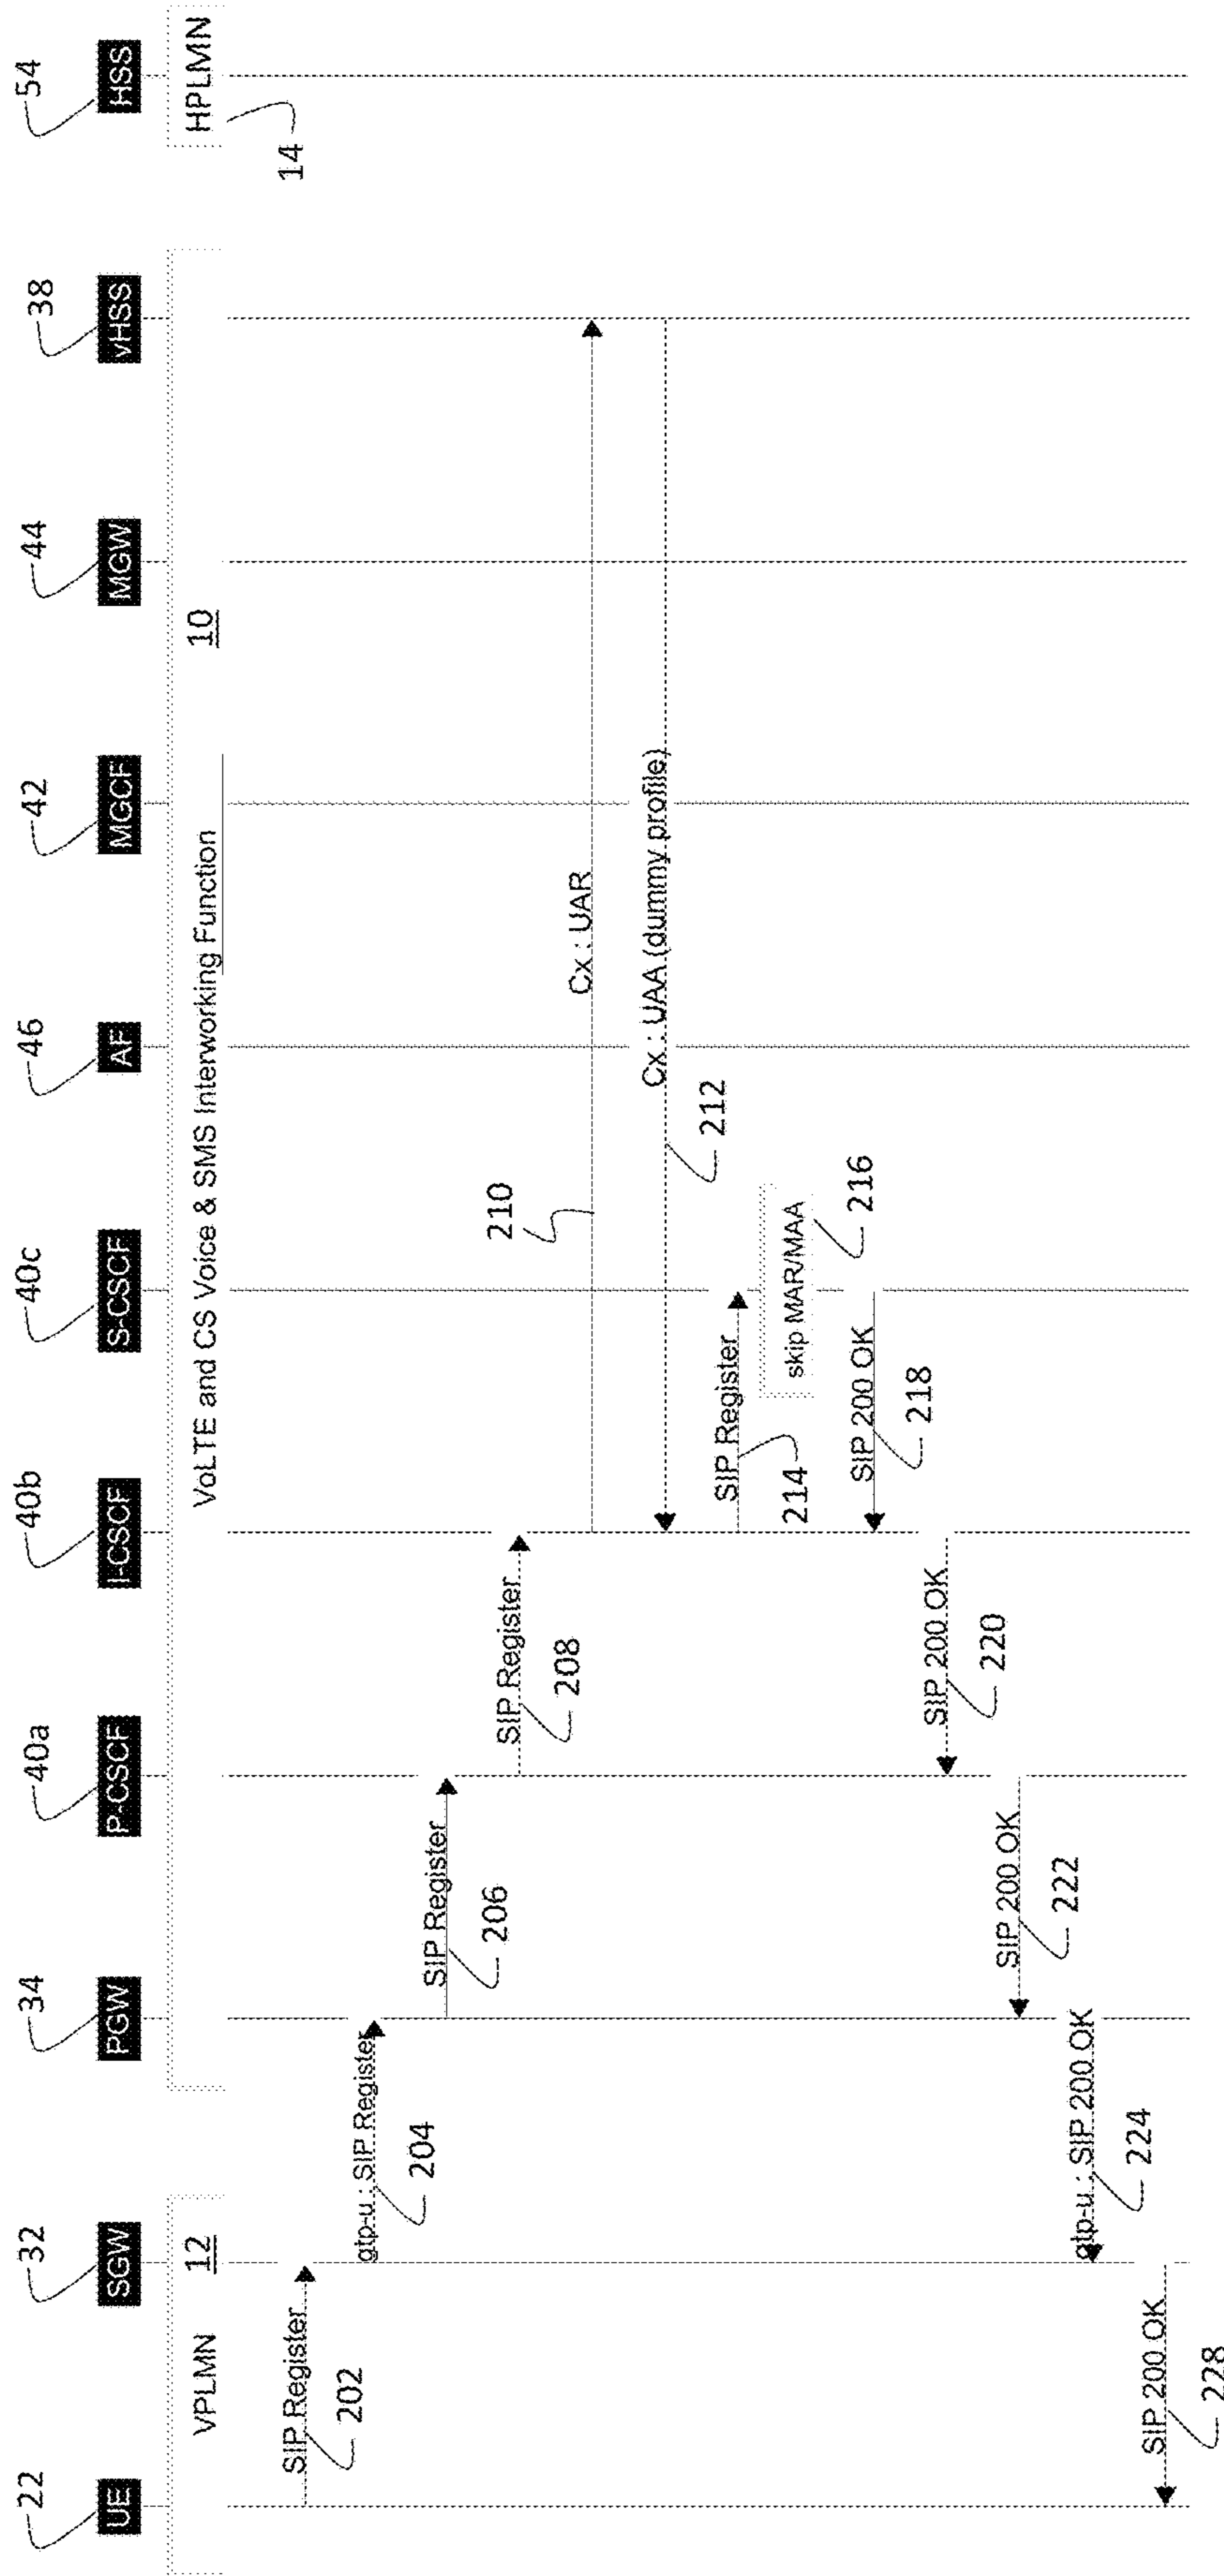 22
32
34
40a
40b
40c
46
42
44
38
54
UE
SGW
PGW
P-CSCF
I-CSCF
S-CSCF
AF
MGCF
MGW
vHSS
HSS
VPLMN 12
VoLTE and CS Voice & SMS Interworking Function 10
HPLMN
14
SIP Register
202
gtp-u : SIP Register
204
SIP Register
206
SIP Register
208
210
Cx : UAR
Cx : UAA (dummy profile)
212
SIP Register
214
skip MAR/MAA
216
SIP 200 OK
218
SIP 200 OK
220
SIP 200 OK
222
gtp-u : SIP 200 OK
224
SIP 200 OK
228